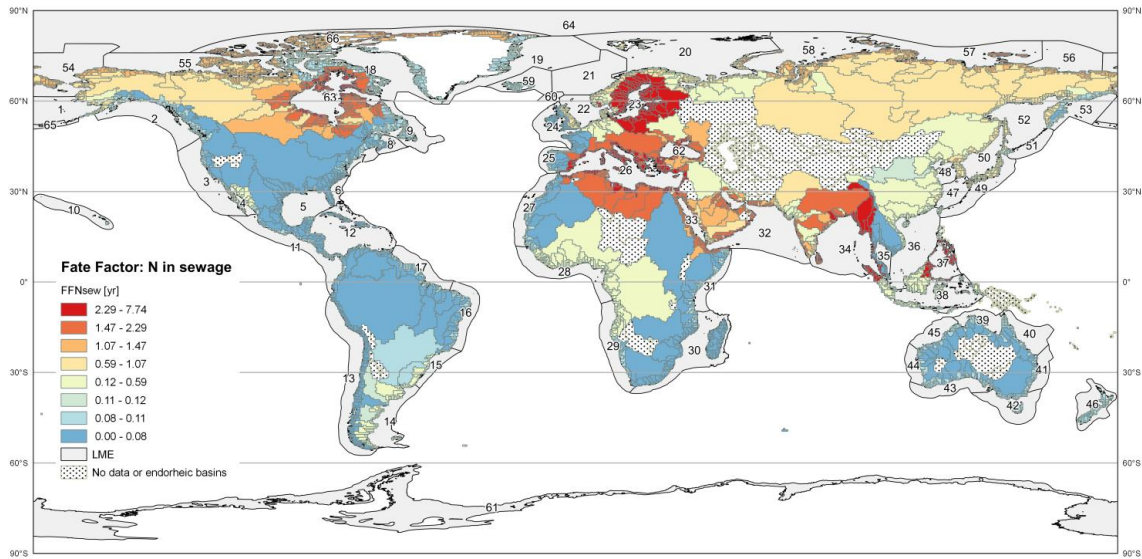 90°N
90°N
64
66
54
55
18
19
20
58
57
56
59
21
60°N
60°N
1
63
60
22
23
53
65
2
24
52
9
8
51
25
62
50
26
48
30°N
30°N
3
6
47
49
4
5
27
33
10
32
12
11
34
36
35
37
Fate Factor: N in sewage
17
28
FFNsew [yr]
0°
0°
31
38
2.29 - 7.74
16
1.47 - 2.29
39
1.07 - 1.47
45
40
0.59 - 1.07
29
30
15
44
41
0.12 - 0.59
30°S
30°S
13
43
0.11 - 0.12
42
46
0.08 - 0.11
14
0.00 - 0.08
LME
60°S
60°S
No data or endorheic basins
61
90°S
90°S